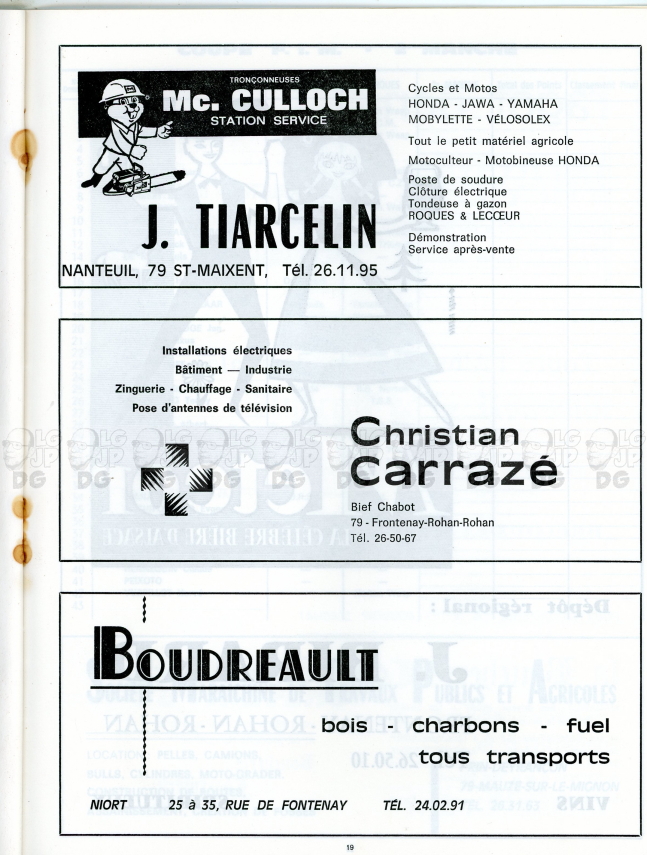 TRONÇONNEUSES
Mc. CULLOCH
STATION SERVICE
J. TIARCELIN
NANTEUIL, 79 ST-MAIXENT, Tél. 26.11.95
Cycles et Motos
HONDA - JAWA - YAMAHA
MOBYLETTE - VÉLOSOLEX
Tout le petit matériel agricole
Motoculteur - Motobineuse HONDA
Poste de soudure
Clôture électrique
Tondeuse à gazon
ROQUES & LECŒUR
Démonstration
Service après-vente
Installations électriques
Bâtiment — Industrie
Zinguerie - Chauffage - Sanitaire
Pose d'antennes de télévision
Christian
Carrazé
Bief Chabot
79 - Frontenay-Rohan-Rohan
Tél. 26-50-67
BOUDREAULT
bois - charbons - fuel
tous transports
NIORT 25 à 35, RUE DE FONTENAY TÉL. 24.02.91
19